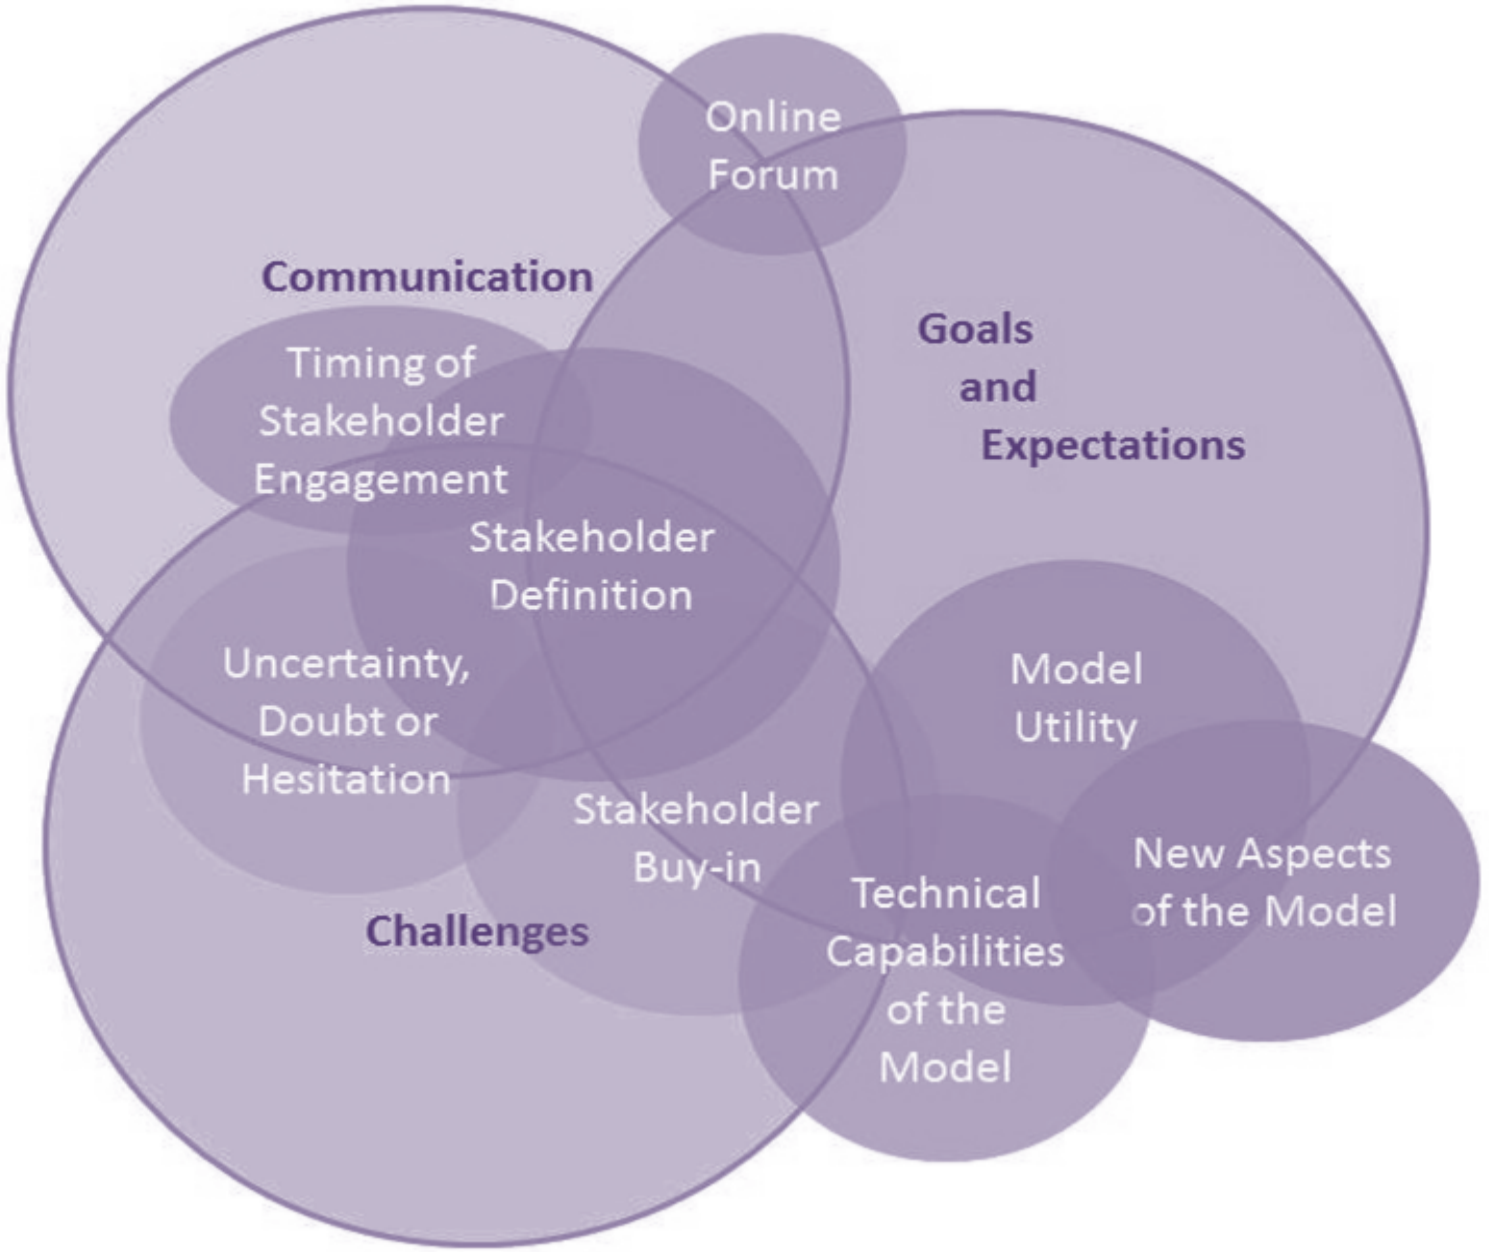 Online
Forum
Communication
Goals
and
Expectations
Timing of
Stakeholder
Engagement
Stakeholder
Definition
Uncertainty,
Doubt or
Hesitation
Model
Utility
Stakeholder
Buy-in
New Aspects
of the Model
Technical
Capabilities
of the
Model
Challenges